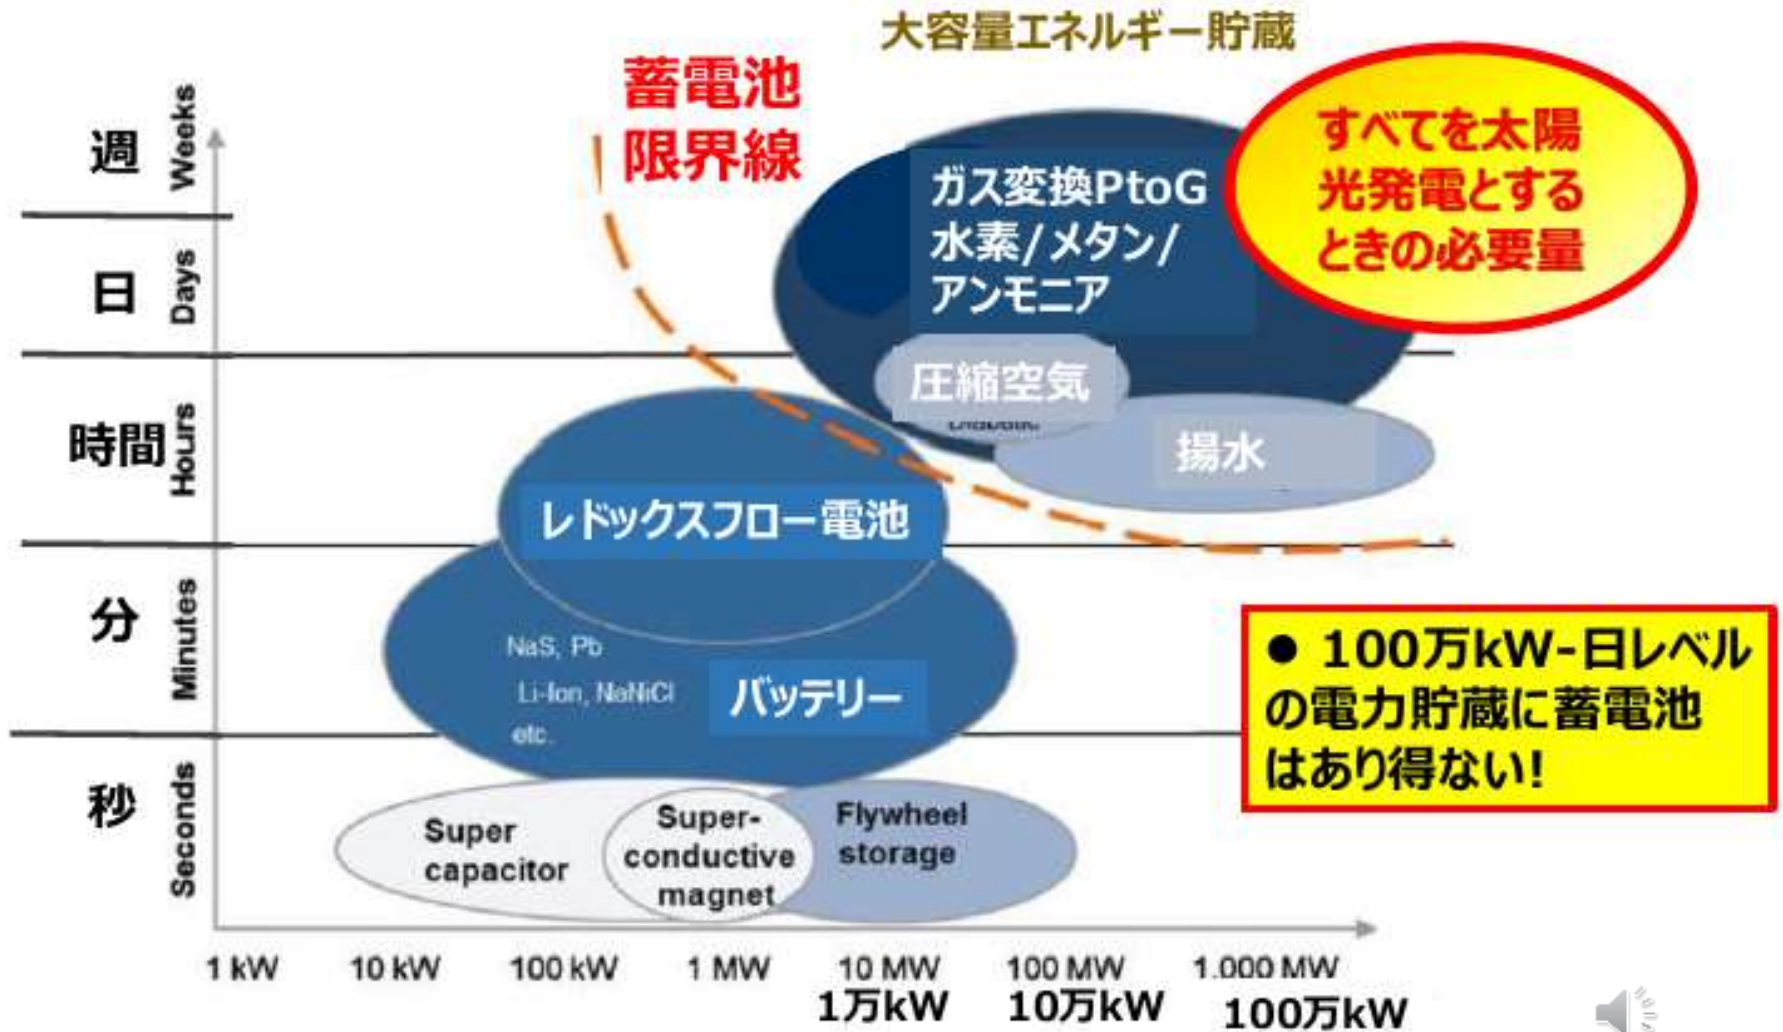 大容量エネルギー貯蔵
蓄電池
限界線
すべてを太陽
光発電とする
ときの必要量
週
Weeks
ガス変換PtoG
水素/メタン/
アンモニア
日
Days
圧縮空気
時間
Hours
揚水
レドックスフロー電池
分
Minutes
NaS, Pb
Li-Ion, NaNiCl
etc.
バッテリー
● 100万kW-日レベル
の電力貯蔵に蓄電池
はあり得ない!
秒
Seconds
Super
capacitor
Super-
conductive
magnet
Flywheel
storage
1 kW 10 kW 100 kW 1 MW 10 MW 100 MW 1.000 MW
1万kW 10万kW 100万kW